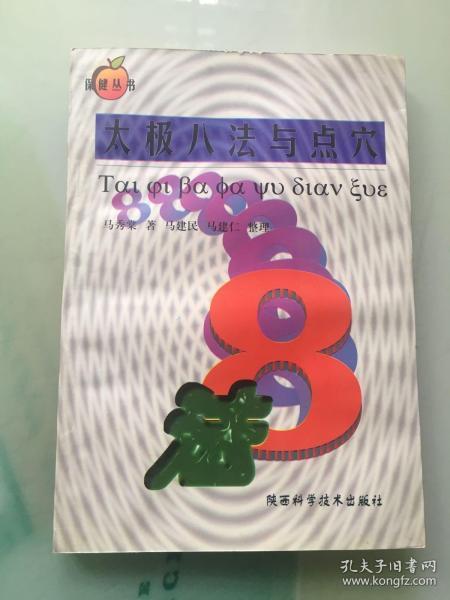 保健丛书
太极八法与点穴
Ται φι βα φα ψυ διαν ξυε
马秀棠 著 马建民 马建仁 整理
8
法
陕西科学技术出版社
孔夫子旧书网
www.kongfz.com